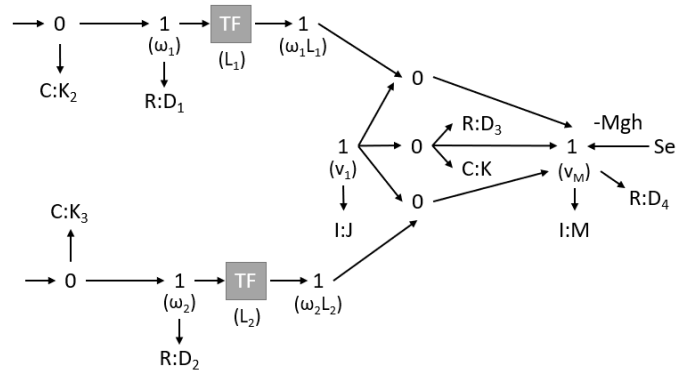 0 1 TF 1
(ω₁) (L₁) (ω₁L₁)
C:K₂ R:D₁
0
R:D₃ -Mgh
1 0 1 Se
(v₁) C:K (v_M)
0 R:D₄
I:J I:M
C:K₃
0 1 TF 1
(ω₂) (L₂) (ω₂L₂)
R:D₂